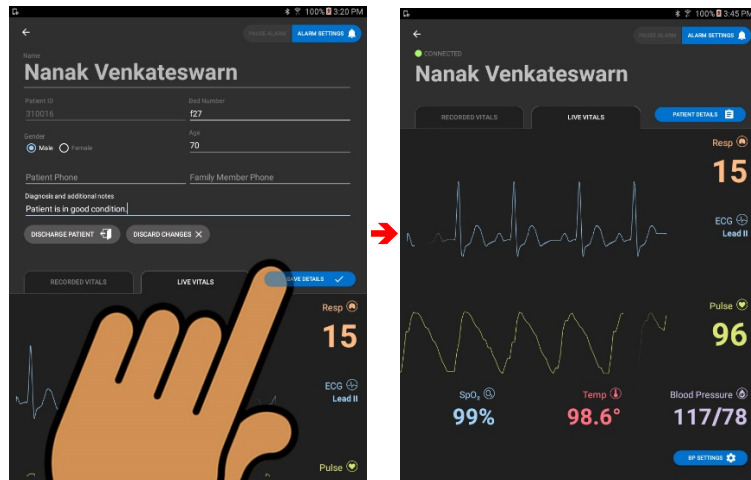 100% 3:20 PM
PAUSE ALARM ALARM SETTINGS
Name
Nanak Venkateswarn
Patient ID Bed Number
310016 f27
Gender Age
Male Female 70
Patient Phone Family Member Phone
Diagnosis and additional notes
Patient is in good condition.
DISCHARGE PATIENT DISCARD CHANGES
RECORDED VITALS LIVE VITALS SAVE DETAILS
Resp
15
ECG
Lead II
Pulse
100% 3:45 PM
PAUSE ALARM ALARM SETTINGS
CONNECTED
Nanak Venkateswarn
RECORDED VITALS LIVE VITALS PATIENT DETAILS
Resp
15
ECG
Lead II
Pulse
96
SpO₂ Temp Blood Pressure
99% 98.6° 117/78
BP SETTINGS